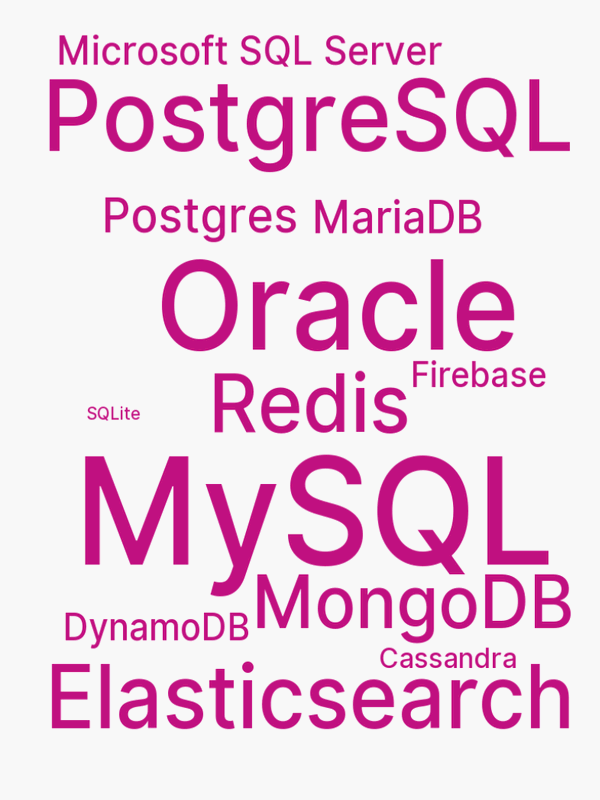 Microsoft SQL Server
PostgreSQL
Postgres MariaDB
Oracle
Firebase
Redis
SQLite
MySQL
MongoDB
DynamoDB
Cassandra
Elasticsearch